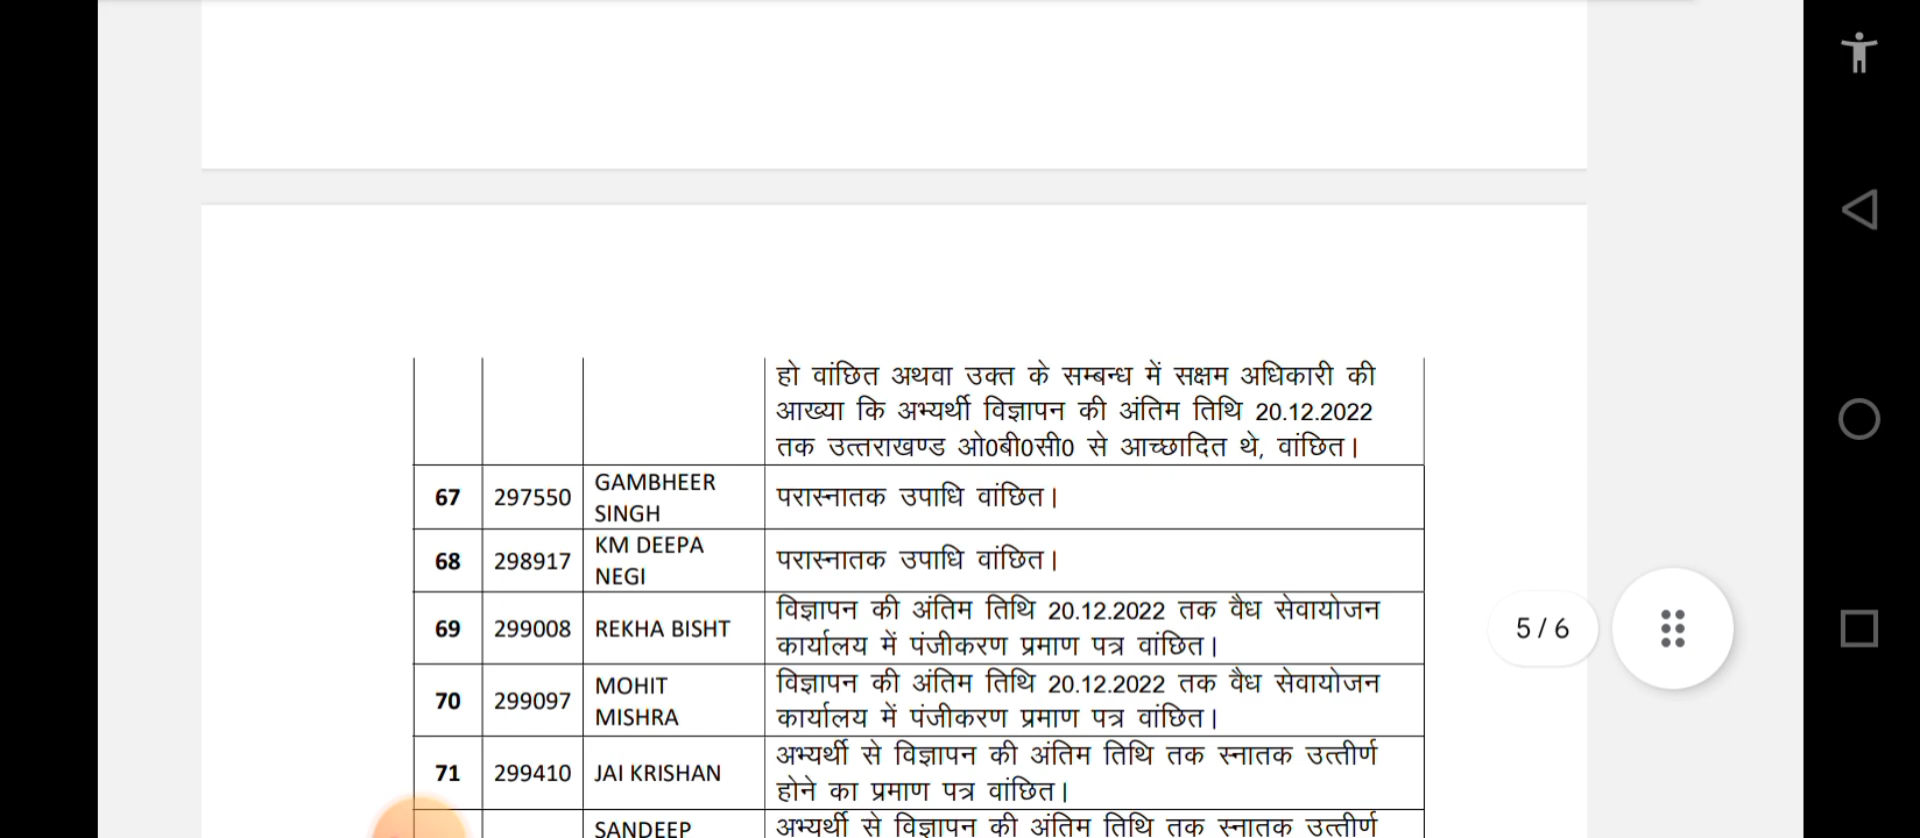 हो वांछित अथवा उक्त के सम्बन्ध में सक्षम अधिकारी की
आख्या कि अभ्यर्थी विज्ञापन की अंतिम तिथि 20.12.2022
तक उत्तराखण्ड ओ0बी0सी0 से आच्छादित थे, वांछित।
67 297550 GAMBHEER
SINGH
परास्नातक उपाधि वांछित।
68 298917 KM DEEPA
NEGI
परास्नातक उपाधि वांछित।
69 299008 REKHA BISHT
विज्ञापन की अंतिम तिथि 20.12.2022 तक वैध सेवायोजन
कार्यालय में पंजीकरण प्रमाण पत्र वांछित।
70 299097 MOHIT
MISHRA
विज्ञापन की अंतिम तिथि 20.12.2022 तक वैध सेवायोजन
कार्यालय में पंजीकरण प्रमाण पत्र वांछित।
71 299410 JAI KRISHAN
अभ्यर्थी से विज्ञापन की अंतिम तिथि तक स्नातक उत्तीर्ण
होने का प्रमाण पत्र वांछित।
SANDEEP
अभ्यर्थी से विज्ञापन की अंतिम तिथि तक स्नातक उत्तीर्ण
5 / 6